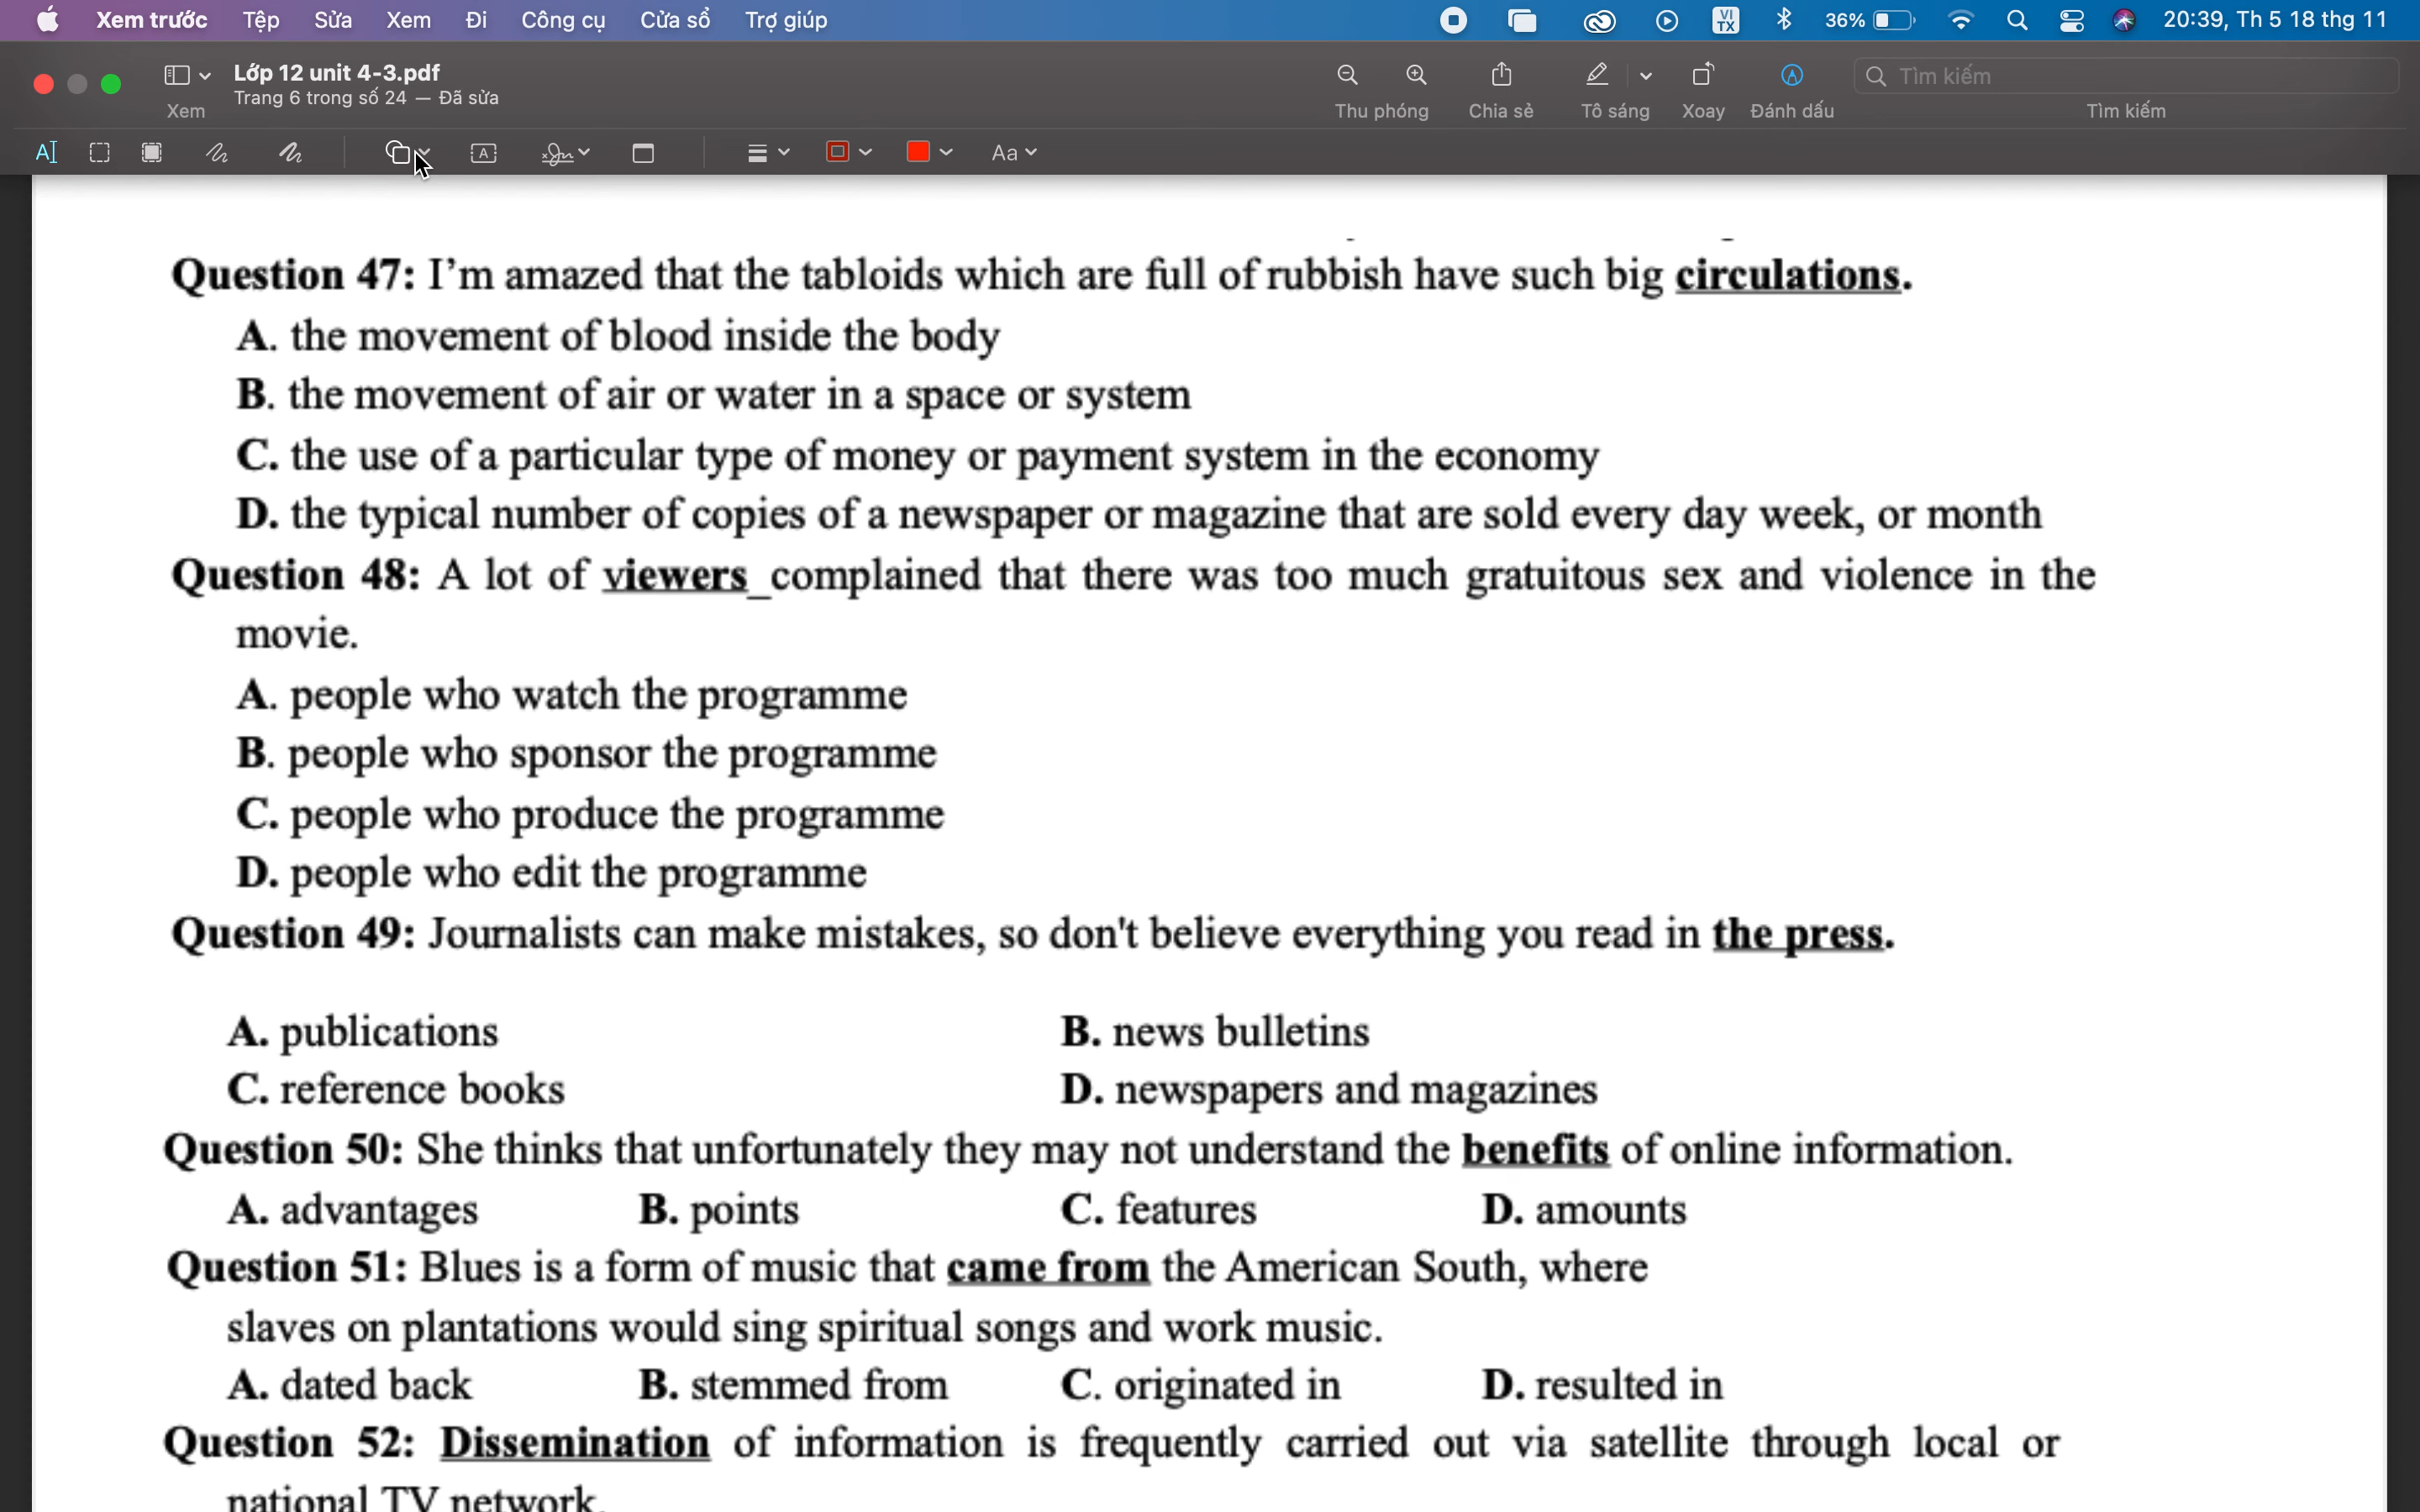 Xem trước Tệp Sửa Xem Đi Công cụ Cửa sổ Trợ giúp VI TX 36% 20:39, Th 5 18 thg 11
Lớp 12 unit 4-3.pdf
Trang 6 trong số 24 — Đã sửa
Tìm kiếm
Xem Thu phóng Chia sẻ Tô sáng Xoay Đánh dấu Tìm kiếm
A A Aa
Question 47: I’m amazed that the tabloids which are full of rubbish have such big circulations.
A. the movement of blood inside the body
B. the movement of air or water in a space or system
C. the use of a particular type of money or payment system in the economy
D. the typical number of copies of a newspaper or magazine that are sold every day week, or month
Question 48: A lot of viewers_complained that there was too much gratuitous sex and violence in the
movie.
A. people who watch the programme
B. people who sponsor the programme
C. people who produce the programme
D. people who edit the programme
Question 49: Journalists can make mistakes, so don't believe everything you read in the press.
A. publications B. news bulletins
C. reference books D. newspapers and magazines
Question 50: She thinks that unfortunately they may not understand the benefits of online information.
A. advantages B. points C. features D. amounts
Question 51: Blues is a form of music that came from the American South, where
slaves on plantations would sing spiritual songs and work music.
A. dated back B. stemmed from C. originated in D. resulted in
Question 52: Dissemination of information is frequently carried out via satellite through local or
national TV network.